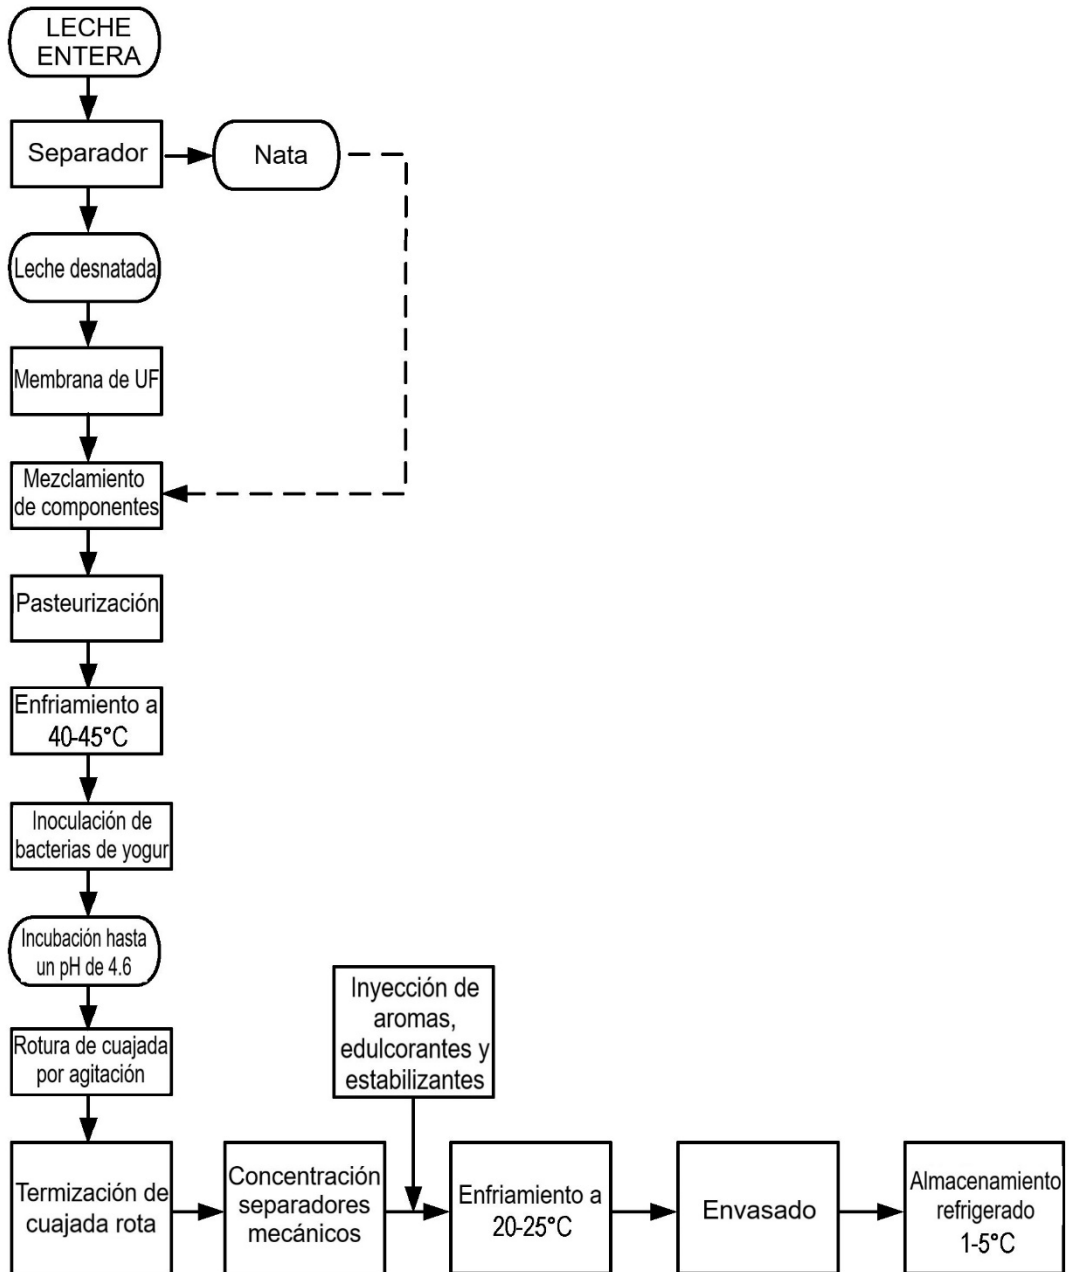 LECHE
ENTERA
Separador
Nata
Leche desnatada
Membrana de UF
Mezclamiento
de componentes
Pasteurización
Enfriamiento a
40-45°C
Inoculación de
bacterias de yogur
Incubación hasta
un pH de 4.6
Rotura de cuajada
por agitación
Termización de
cuajada rota
Concentración
separadores
mecánicos
Inyección de
aromas,
edulcorantes y
estabilizantes
Enfriamiento a
20-25°C
Envasado
Almacenamiento
refrigerado
1-5°C